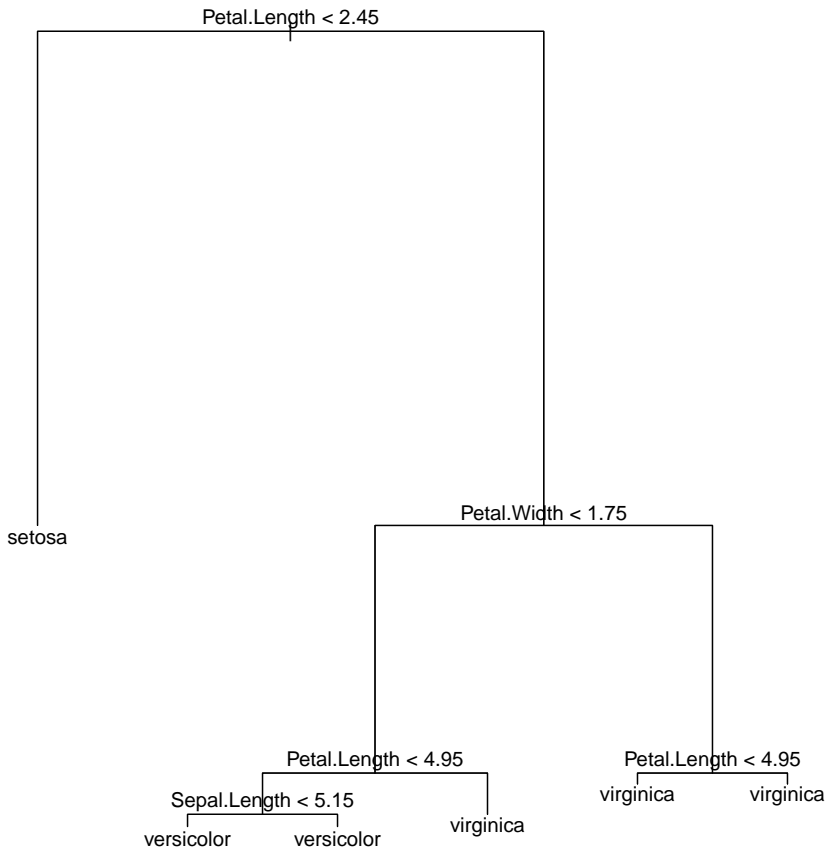 Petal.Length < 2.45
setosa
Petal.Width < 1.75
Petal.Length < 4.95
Petal.Length < 4.95
Sepal.Length < 5.15
virginica
virginica
virginica
versicolor
versicolor